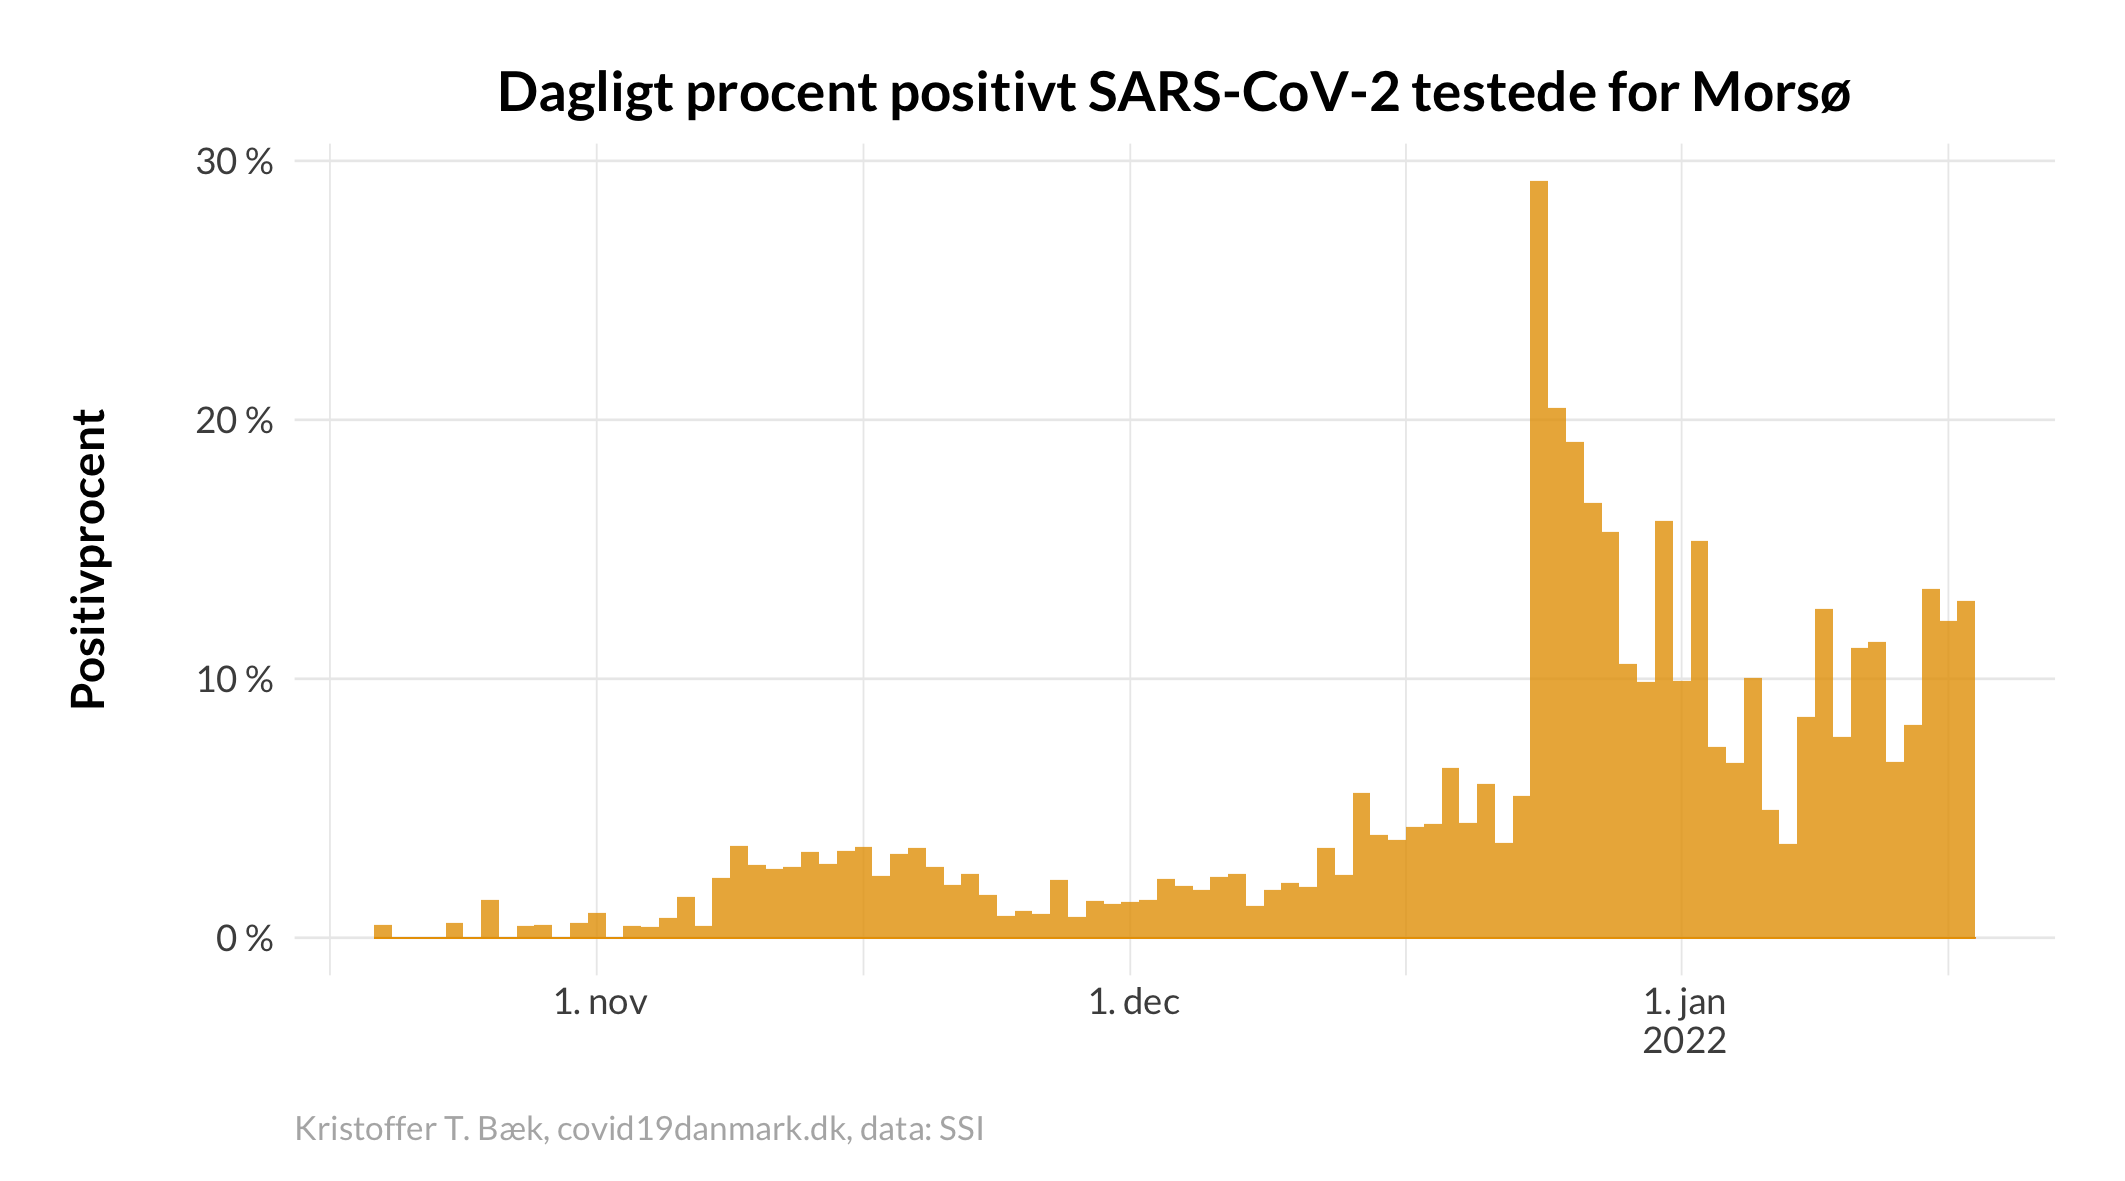 Dagligt procent positivt SARS-CoV-2 testede for Morsø
Positivprocent
30 %
20 %
10 %
0 %
1. nov
1. dec
1. jan
2022
Kristoffer T. Bæk, covid19danmark.dk, data: SSI